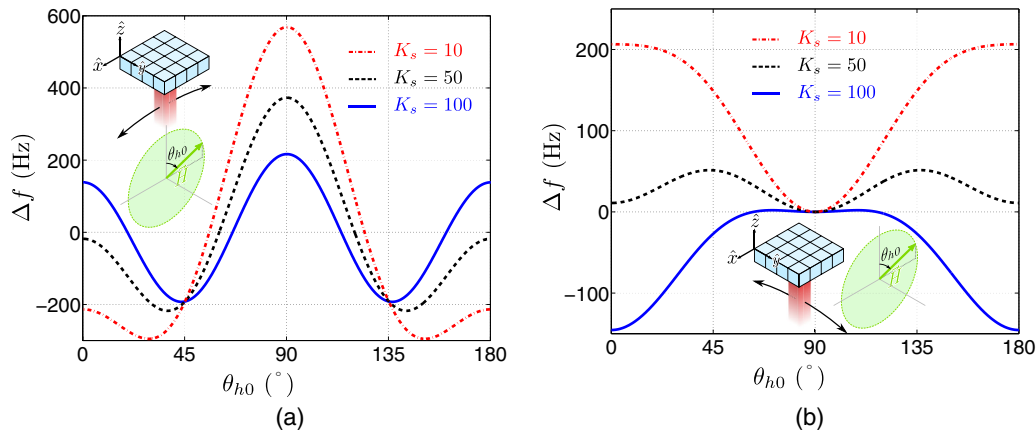 600
400
200
0
−200
Δf (Hz)
0
45
90
135
180
θh0 (°)
Ks = 10
Ks = 50
Ks = 100
ẑ
x̂
ŷ
θh0
(a)
200
100
0
−100
Δf (Hz)
0
45
90
135
180
θh0 (°)
Ks = 10
Ks = 50
Ks = 100
ẑ
x̂
ŷ
θh0
(b)